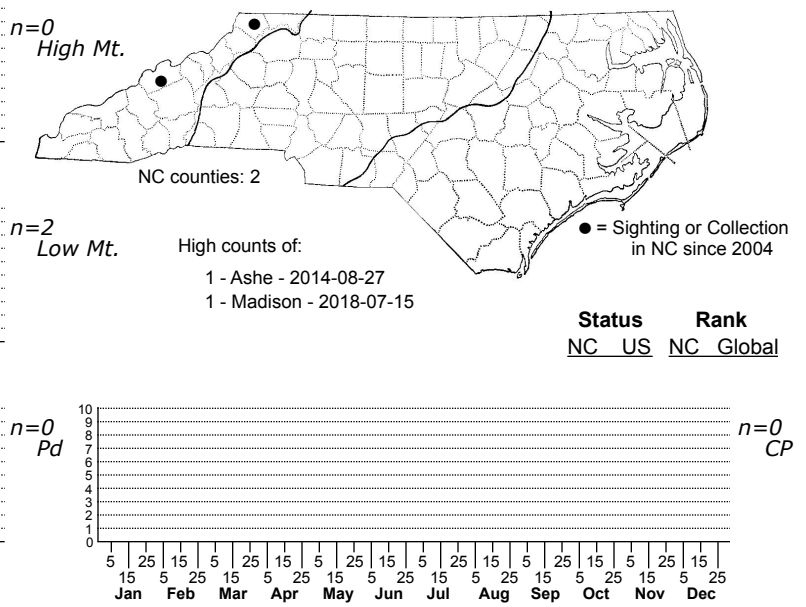 n=0
High Mt.
NC counties: 2
n=2
Low Mt.
High counts of:
1 - Ashe - 2014-08-27
1 - Madison - 2018-07-15
● = Sighting or Collection
in NC since 2004
Status Rank
NC US NC Global
n=0
Pd
n=0
CP
10
9
8
7
6
5
4
3
2
1
0
5 25 15 5 25 15 5 25 15 5 25 15 5 25 15 5 25 15
15 5 25 15 5 25 15 5 25 15 5 25 15 5 25 15 5 25
Jan Feb Mar Apr May Jun Jul Aug Sep Oct Nov Dec